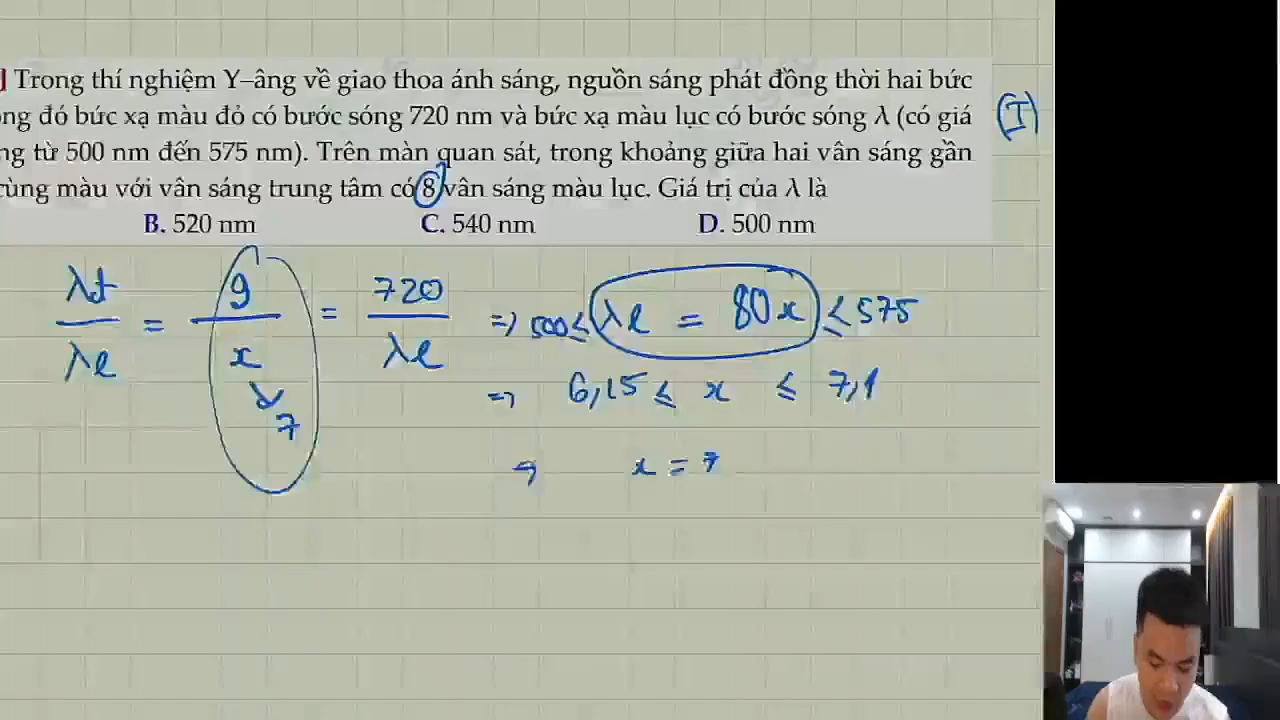 ] Trong thí nghiệm Y–âng về giao thoa ánh sáng, nguồn sáng phát đồng thời hai bức
ng đó bức xạ màu đỏ có bước sóng 720 nm và bức xạ màu lục có bước sóng λ (có giá
ng từ 500 nm đến 575 nm). Trên màn quan sát, trong khoảng giữa hai vân sáng gần
cùng màu với vân sáng trung tâm có 8 vân sáng màu lục. Giá trị của λ là
(I)
B. 520 nm C. 540 nm D. 500 nm
λđ/λl = 9/x = 720/λl => 500 ≤ λl = 80x ≤ 575
7
=> 6,15 ≤ x ≤ 7,1
=> x = 7